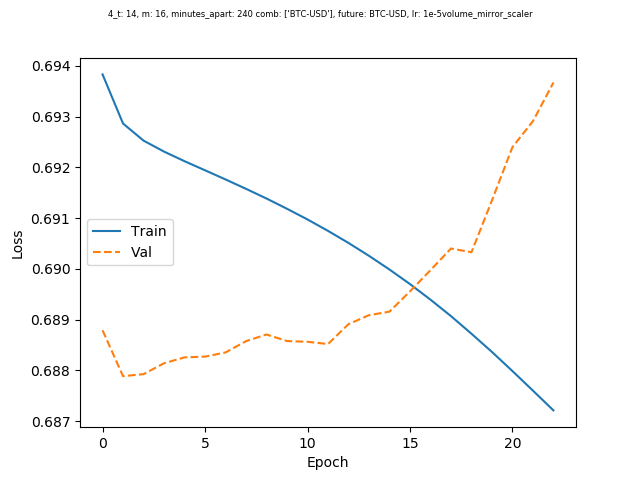 4_t: 14, m: 16, minutes_apart: 240 comb: ['BTC-USD'], future: BTC-USD, lr: 1e-5volume_mirror_scaler
0.694
0.693
0.692
0.691
0.690
0.689
0.688
0.687
Loss
Train
Val
0 5 10 15 20
Epoch